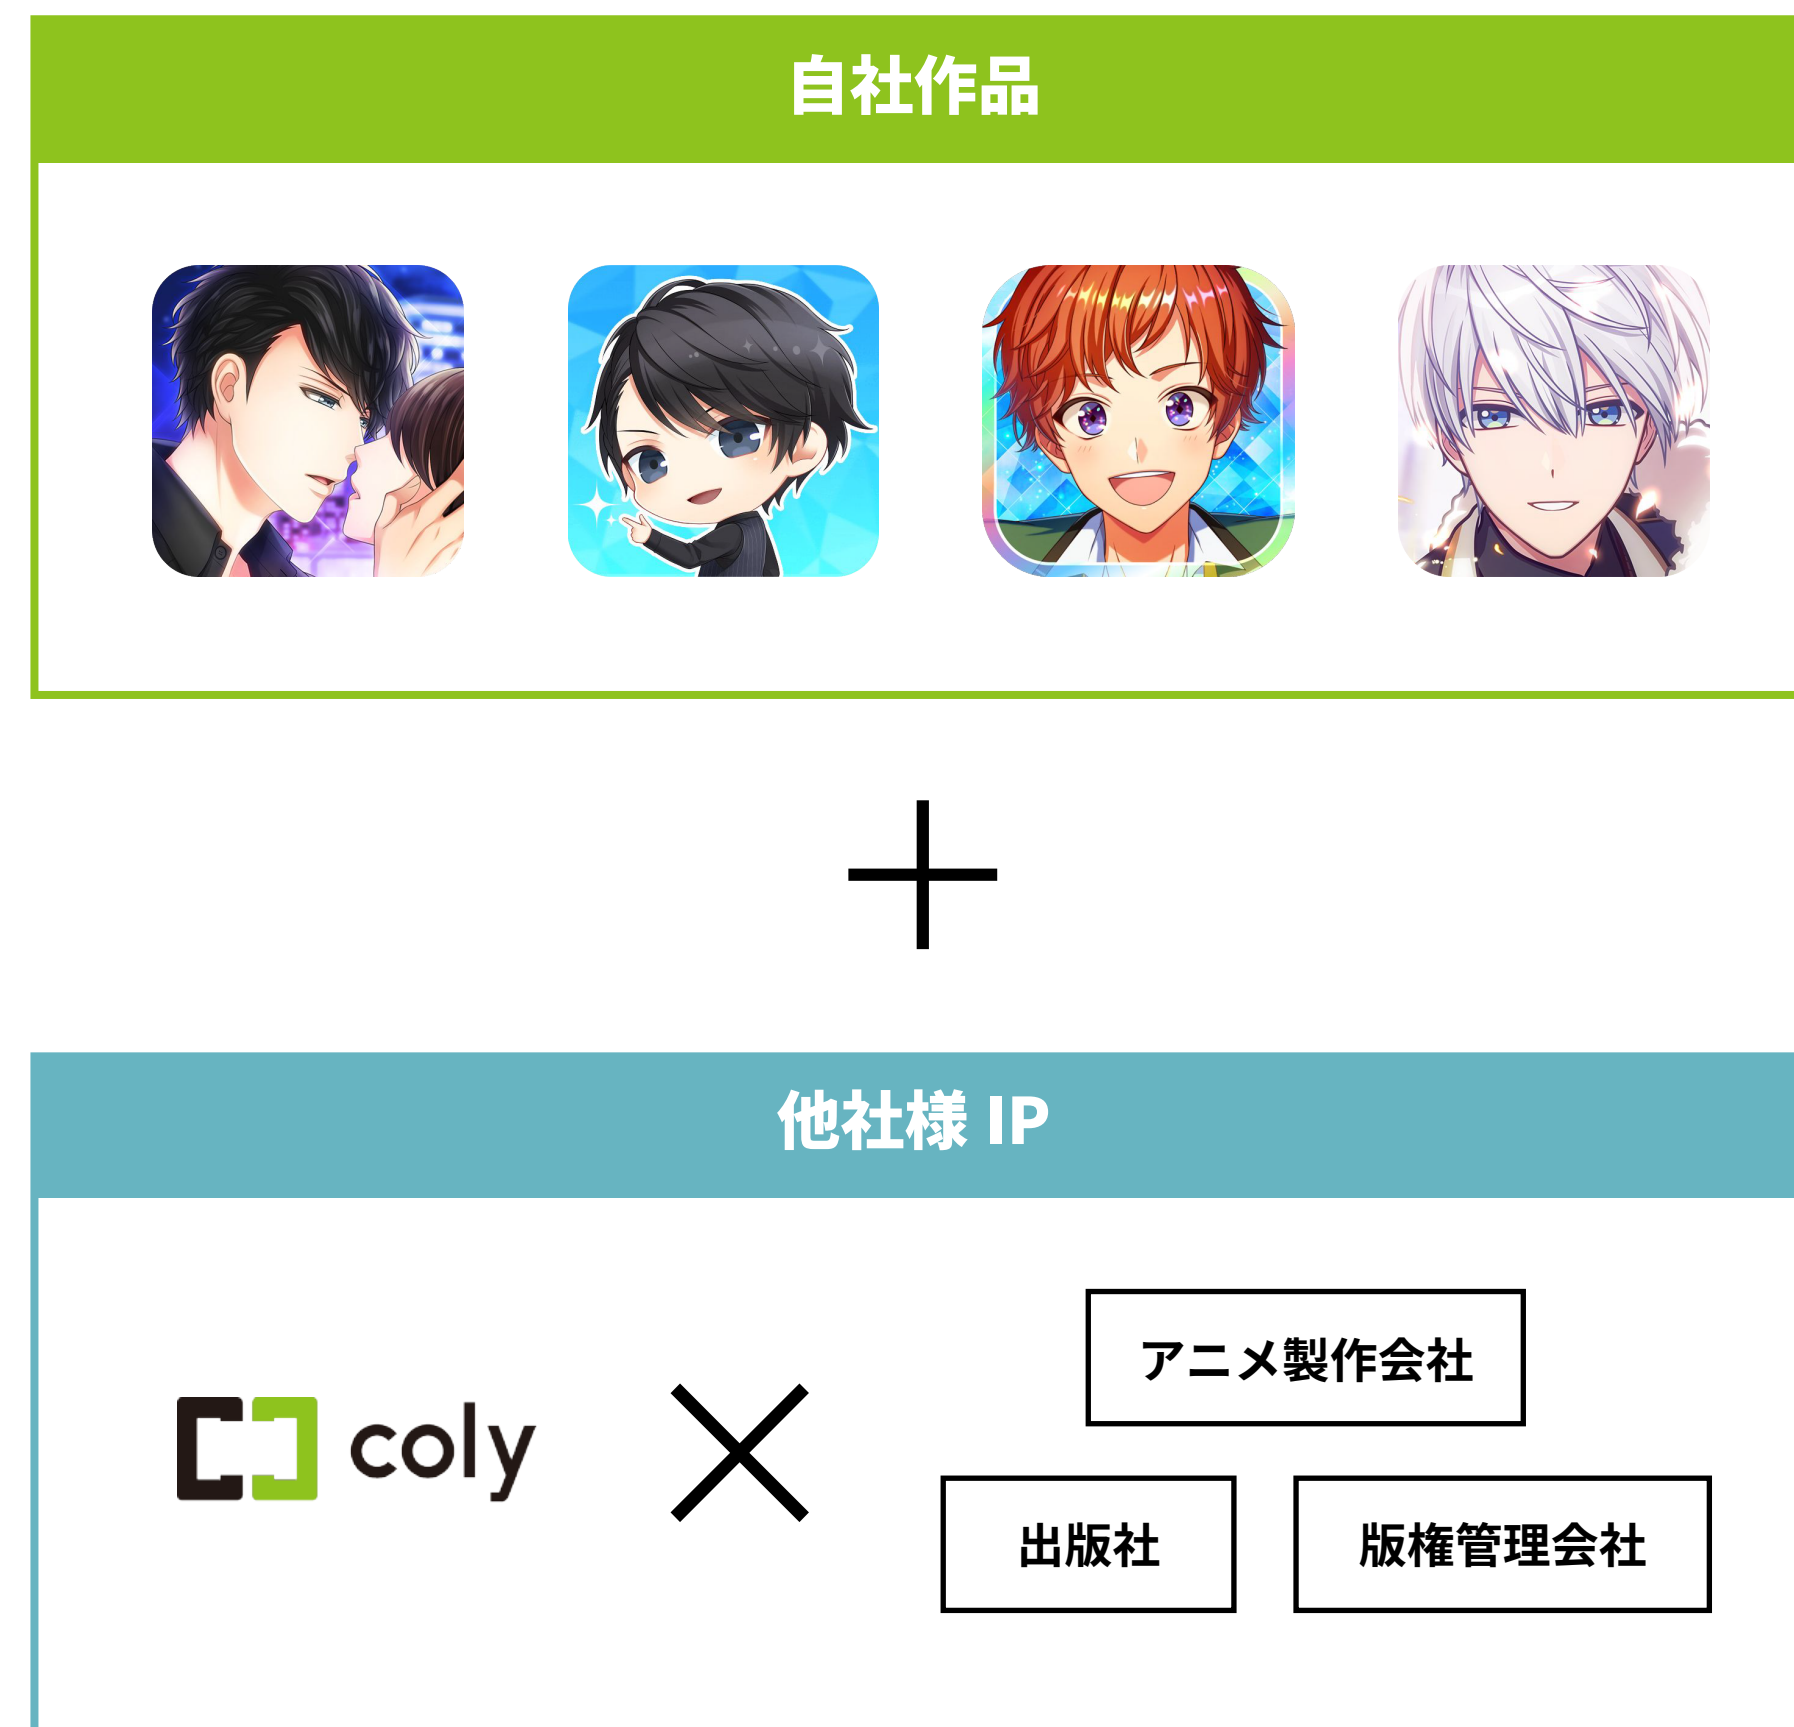 自社作品
他社様 IP
coly
アニメ製作会社
出版社
版権管理会社